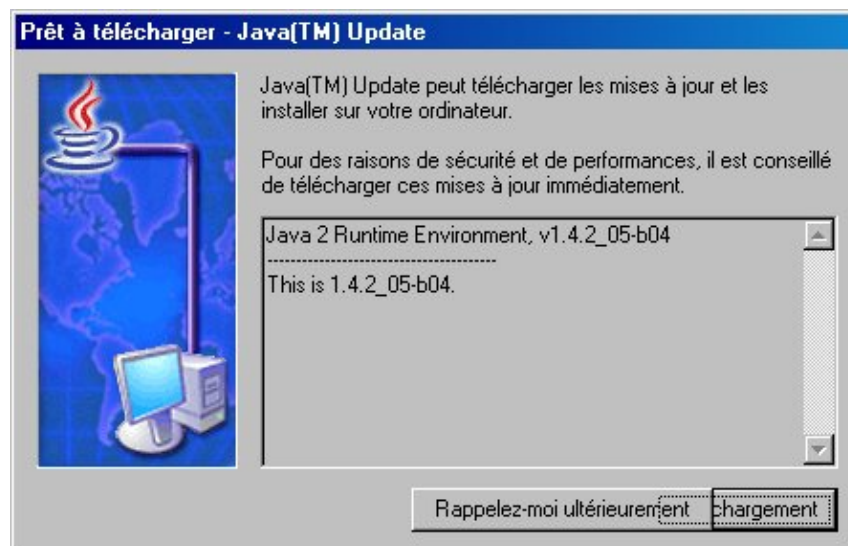 Prêt à télécharger - Java(TM) Update
Java(TM) Update peut télécharger les mises à jour et les
installer sur votre ordinateur.
Pour des raisons de sécurité et de performances, il est conseillé
de télécharger ces mises à jour immédiatement.
Java 2 Runtime Environment, v1.4.2_05-b04
--------------------------------------
This is 1.4.2_05-b04.
Rappelez-moi ultérieurement chargement